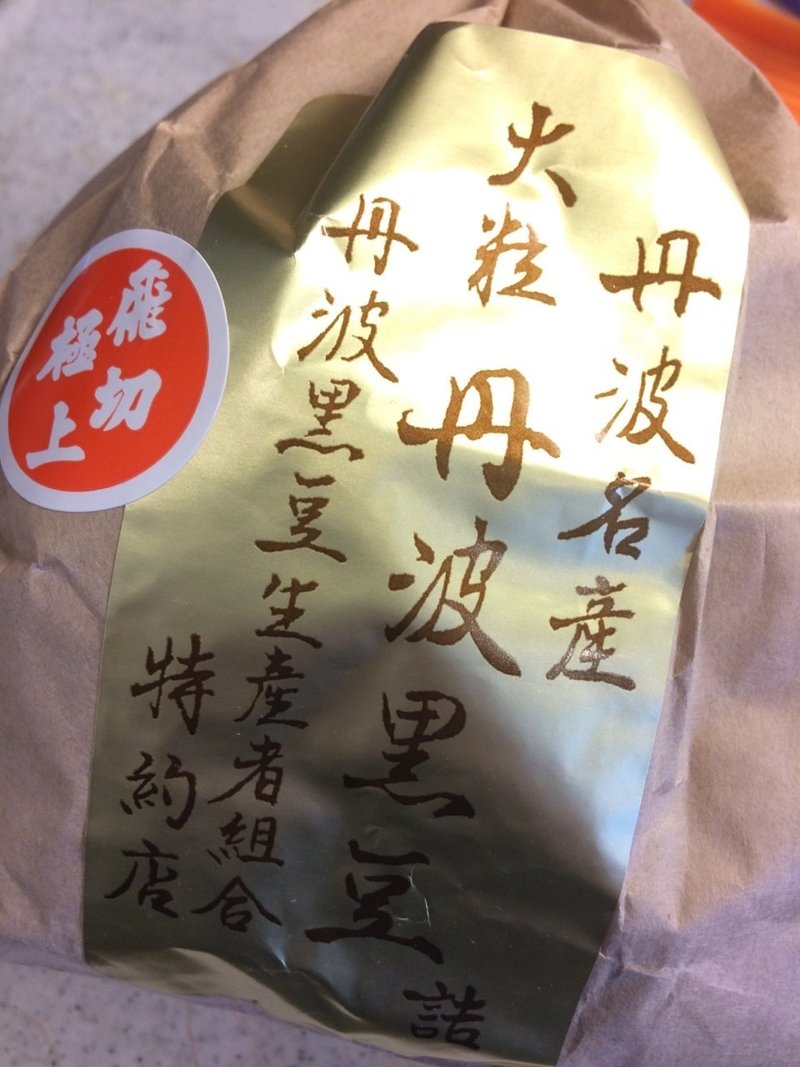 丹波名産
大粒
丹波黒豆詰
丹波黒豆生産者組合
特約店
飛切
極上